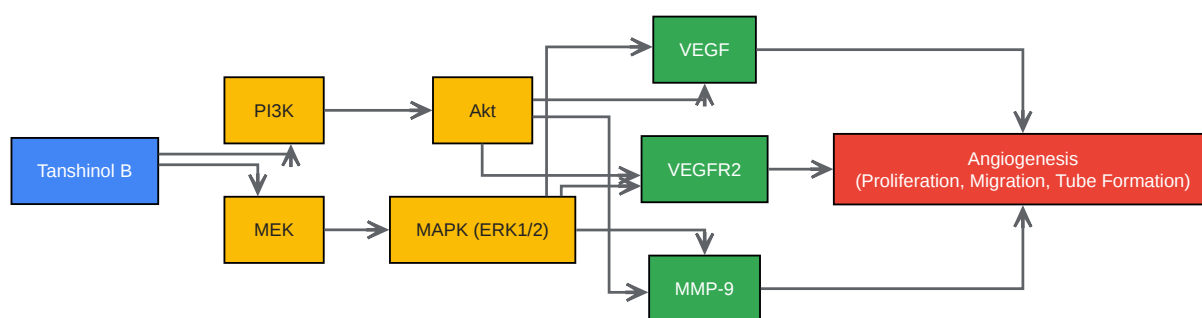 Tanshinol B
PI3K
MEK
Akt
MAPK (ERK1/2)
VEGF
VEGFR2
MMP-9
Angiogenesis
(Proliferation, Migration, Tube Formation)